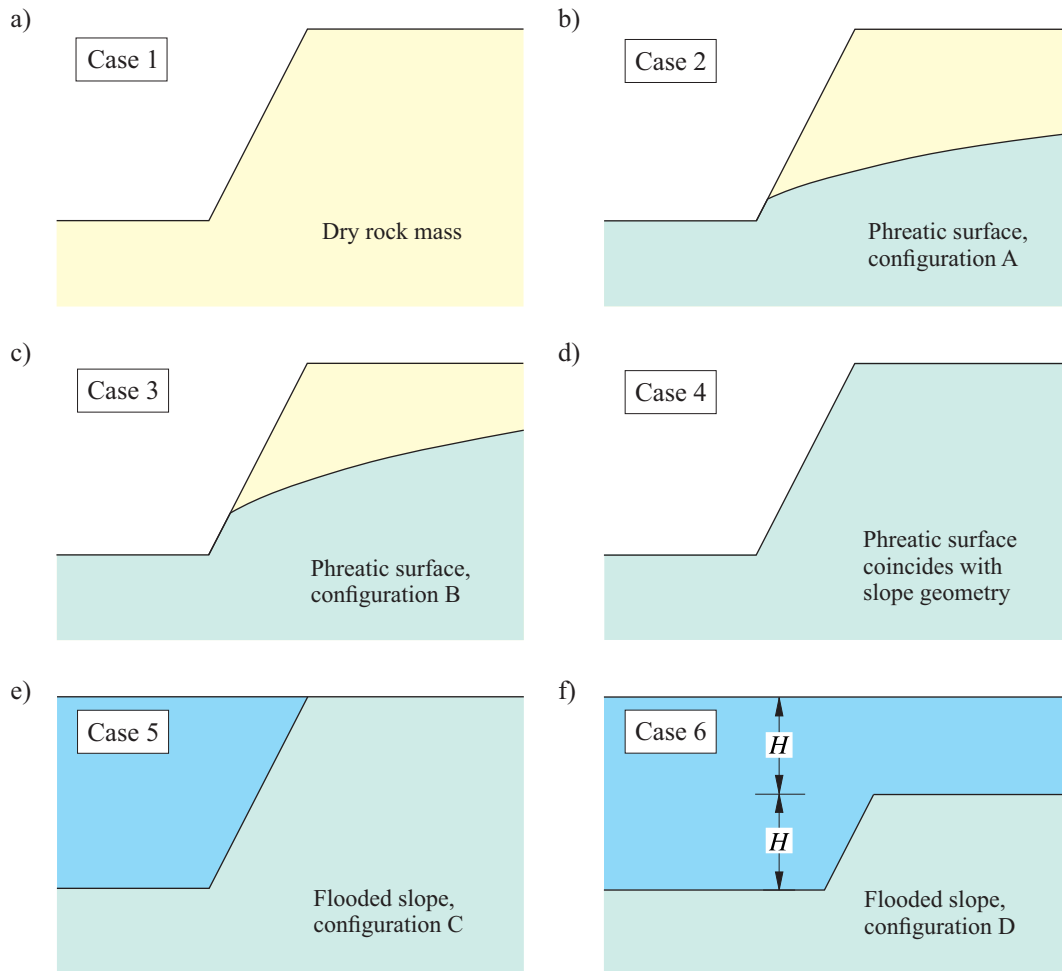 a)
Case 1
Dry rock mass
b)
Case 2
Phreatic surface,
configuration A
c)
Case 3
Phreatic surface,
configuration B
d)
Case 4
Phreatic surface
coincides with
slope geometry
e)
Case 5
Flooded slope,
configuration C
f)
Case 6
H
H
Flooded slope,
configuration D